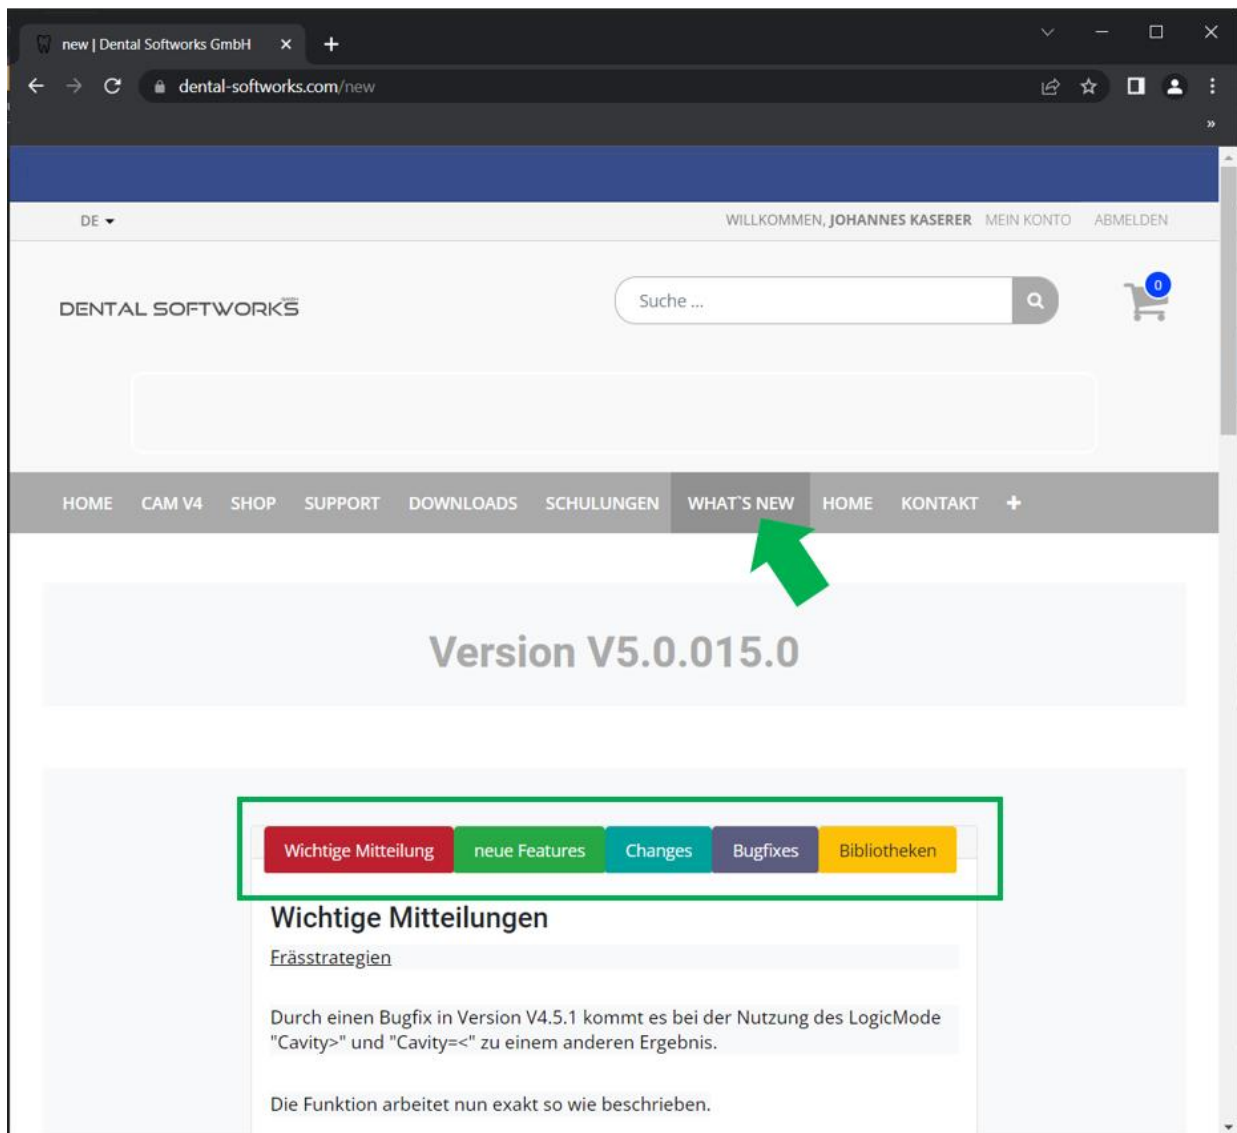 new | Dental Softworks GmbH
dental-softworks.com/new
»
DE
WILLKOMMEN, JOHANNES KASERER MEIN KONTO ABMELDEN
DENTAL SOFTWORKS
Suche ...
0
HOME CAM V4 SHOP SUPPORT DOWNLOADS SCHULUNGEN WHAT`S NEW HOME KONTAKT +
Version V5.0.015.0
Wichtige Mitteilung neue Features Changes Bugfixes Bibliotheken
Wichtige Mitteilungen
Frässtrategien
Durch einen Bugfix in Version V4.5.1 kommt es bei der Nutzung des LogicMode
"Cavity>" und "Cavity=<" zu einem anderen Ergebnis.
Die Funktion arbeitet nun exakt so wie beschrieben.